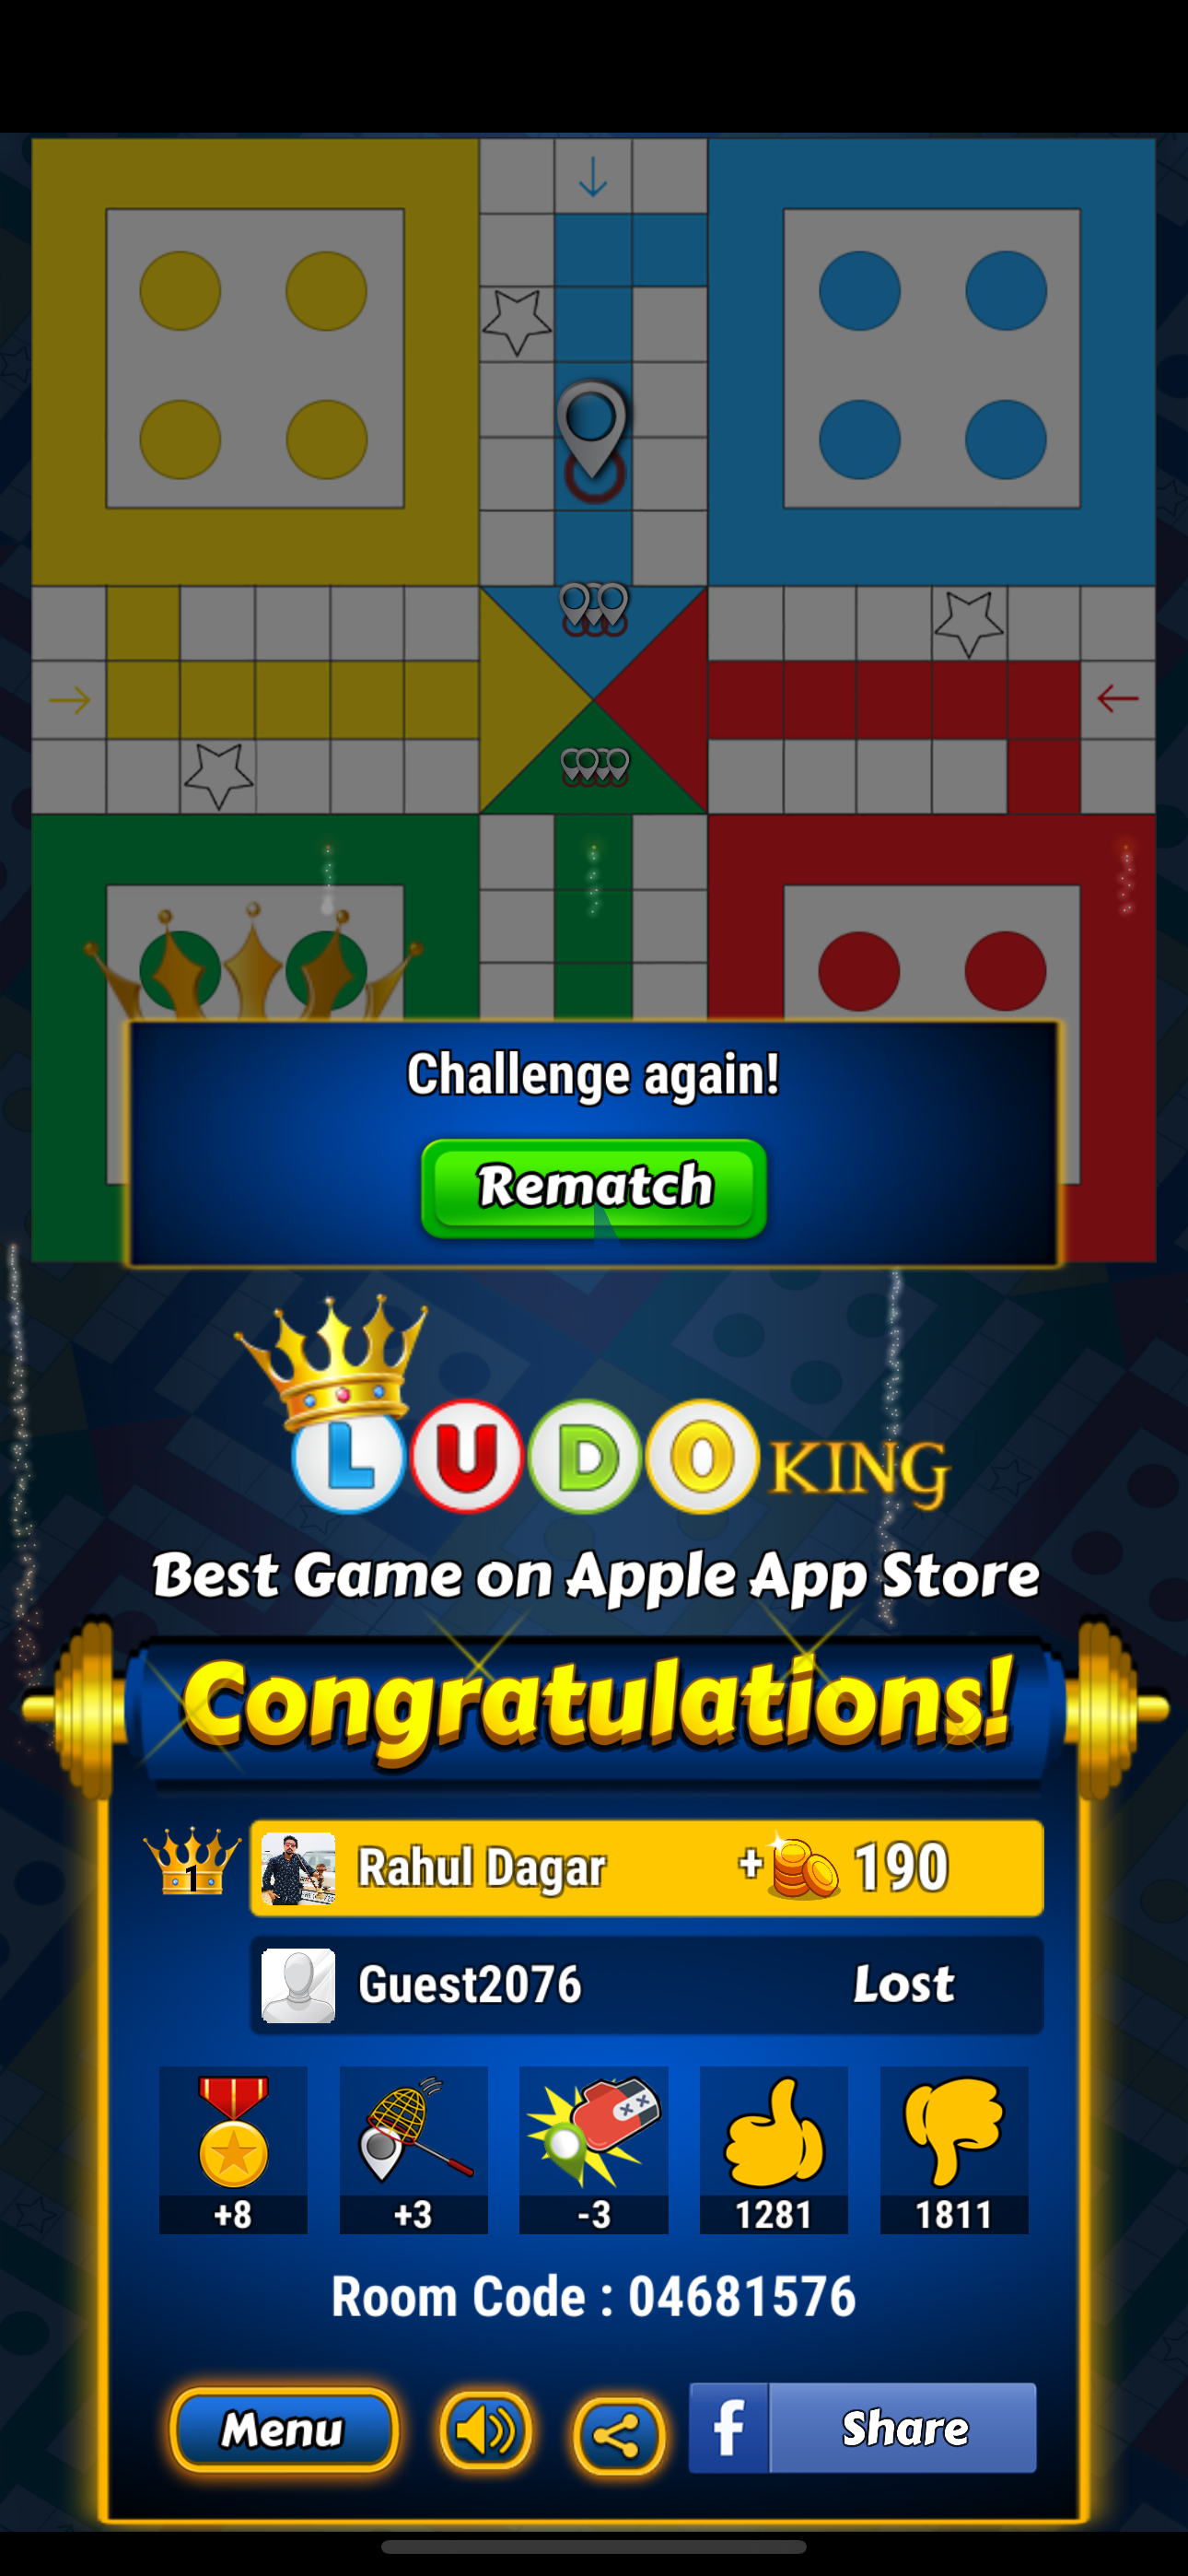 Challenge again!
Rematch
LUDO KING
Best Game on Apple App Store
Congratulations!
1 Rahul Dagar + 190
Guest2076 Lost
+8 +3 -3 1281 1811
Room Code : 04681576
Menu f Share